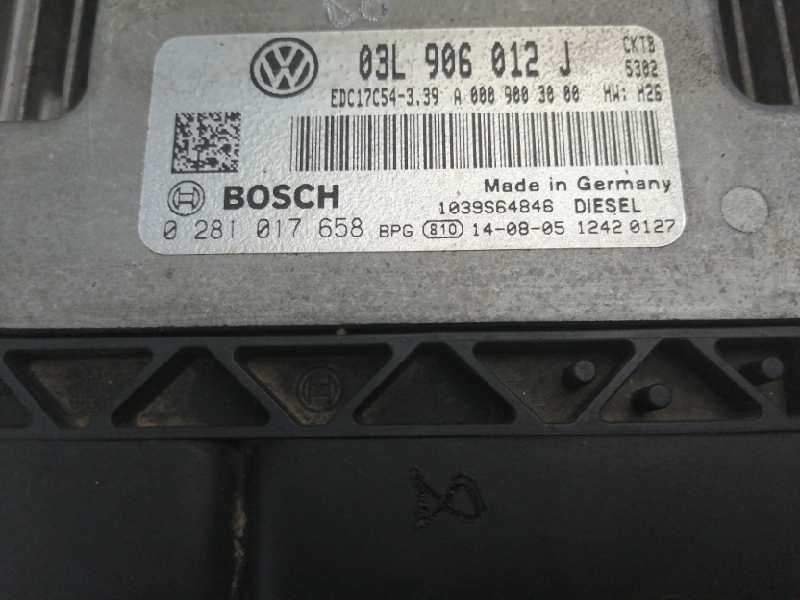 03L 906 012 J CKTB
5302
EDC17C54-3.39 A 000 900 30 00 HW: M26
Made in Germany
BOSCH
1039S64846 DIESEL
0 281 017 658 BPG 810 14-08-05 1242 0127